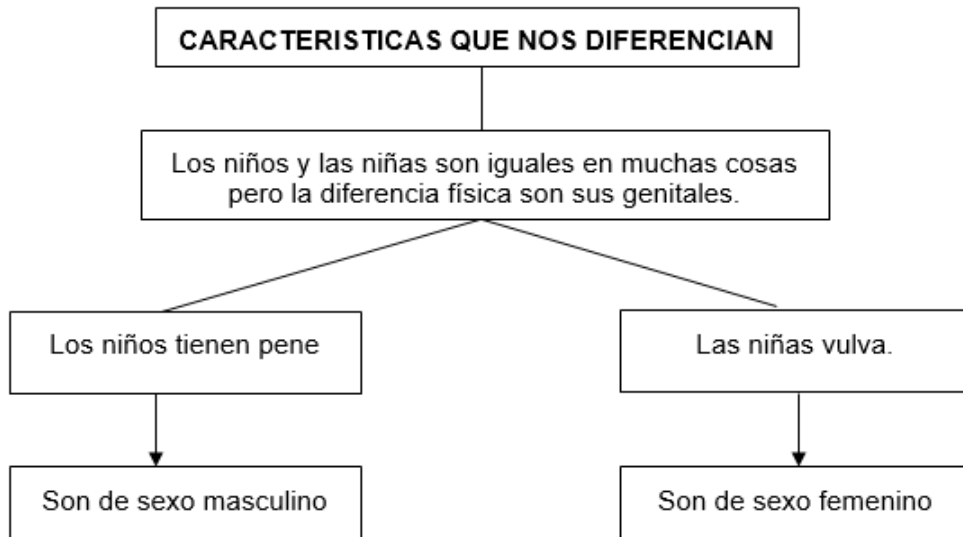 CARACTERISTICAS QUE NOS DIFERENCIAN
Los niños y las niñas son iguales en muchas cosas
pero la diferencia física son sus genitales.
Los niños tienen pene
Las niñas vulva.
Son de sexo masculino
Son de sexo femenino